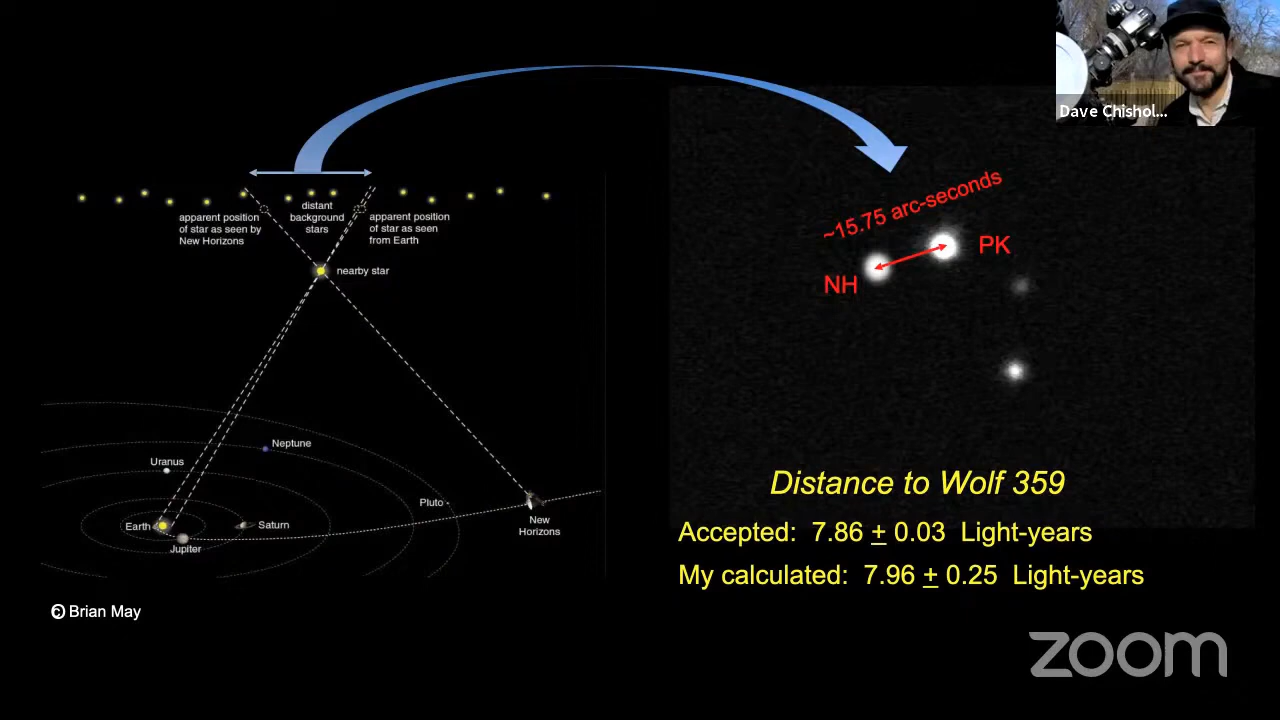 Dave Chishol...
distant
background
stars
apparent position
of star as seen by
New Horizons
apparent position
of star as seen
from Earth
nearby star
Neptune
Uranus
Pluto
Earth
Saturn
Jupiter
New
Horizons
© Brian May
~15.75 arc-seconds
PK
NH
Distance to Wolf 359
Accepted: 7.86 ± 0.03 Light-years
My calculated: 7.96 ± 0.25 Light-years
zoom